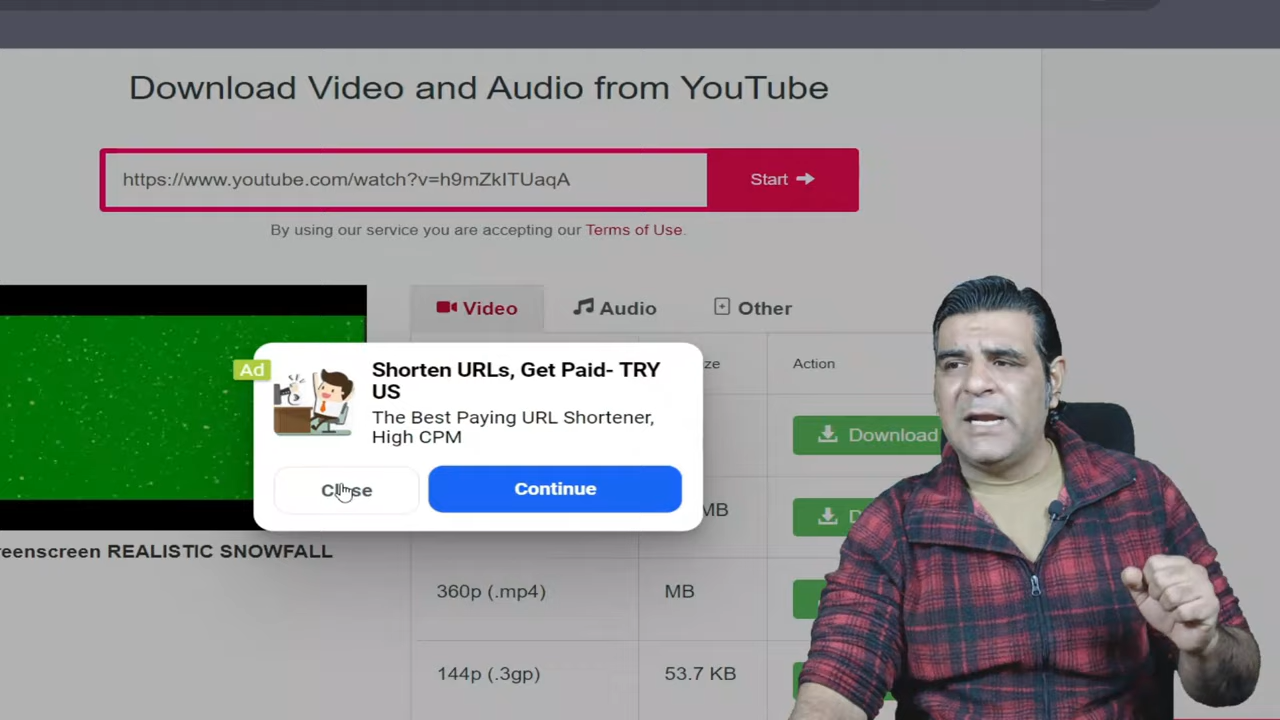 Download Video and Audio from YouTube
https://www.youtube.com/watch?v=h9mZkITUaqA
Start
By using our service you are accepting our Terms of Use.
Video
Audio
Other
Action
Ad
Shorten URLs, Get Paid- TRY
US
The Best Paying URL Shortener,
High CPM
Download
Close
Continue
MB
REALISTIC SNOWFALL
360p (.mp4)
MB
144p (.3gp)
53.7 KB